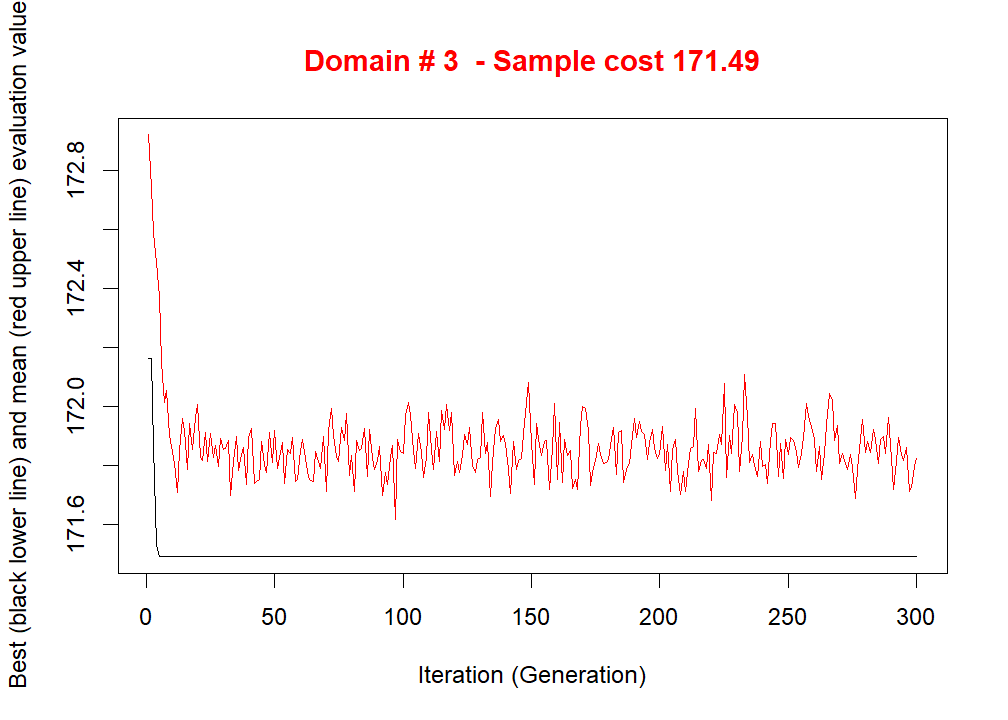 Domain # 3  - Sample cost 171.49
Best (black lower line) and mean (red upper line) evaluation value
172.8
172.4
172.0
171.6
0 50 100 150 200 250 300
Iteration (Generation)